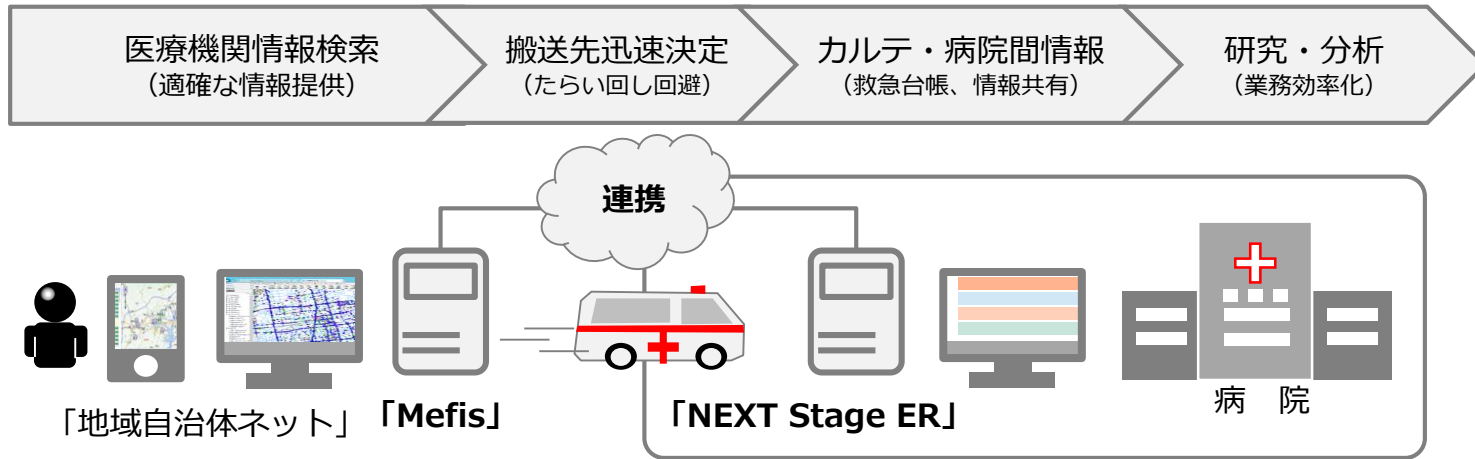 医療機関情報検索
（適確な情報提供）
搬送先迅速決定
（たらい回し回避）
カルテ・病院間情報
（救急台帳、情報共有）
研究・分析
（業務効率化）
連携
「地域自治体ネット」
「Mefis」
「NEXT Stage ER」
病　院